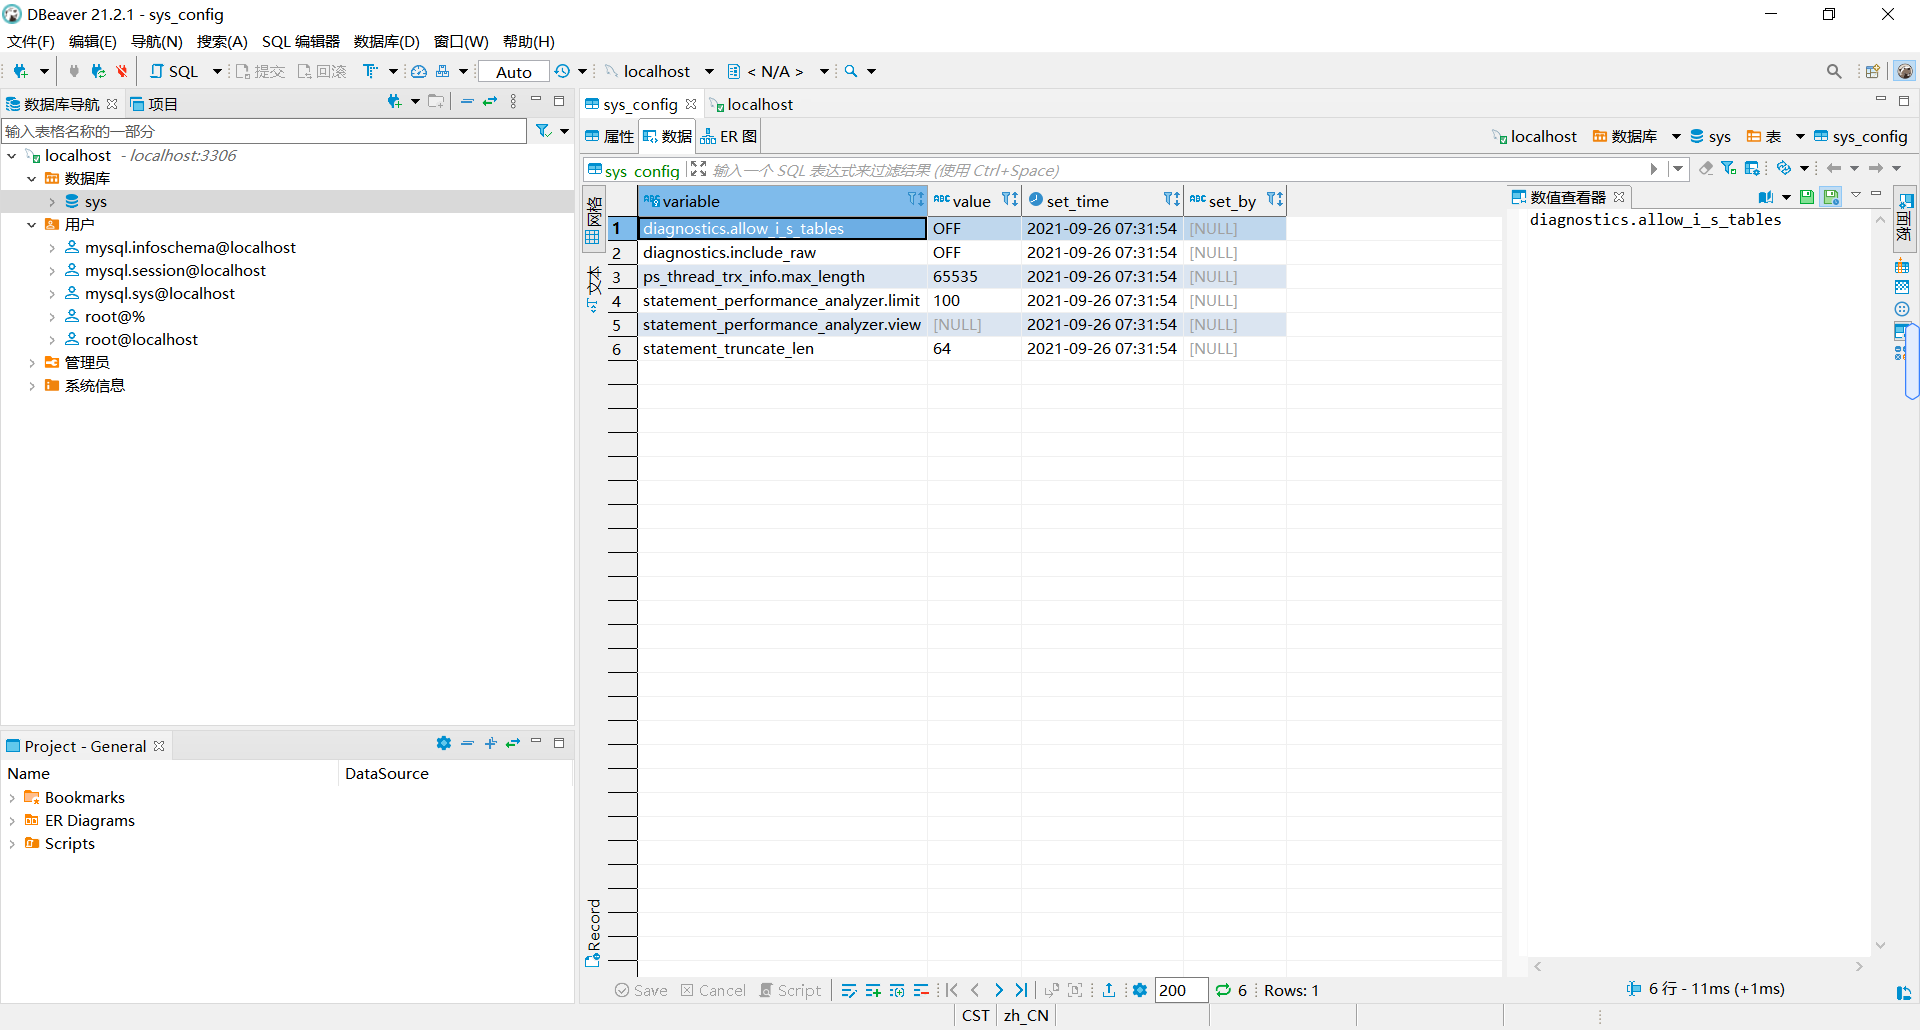 DBeaver 21.2.1 - sys_config
文件(F) 编辑(E) 导航(N) 搜索(A) SQL 编辑器 数据库(D) 窗口(W) 帮助(H)
SQL 提交 回滚 Auto localhost < N/A >
数据库导航 项目
输入表格名称的一部分
localhost - localhost:3306
数据库
sys
用户
mysql.infoschema@localhost
mysql.session@localhost
mysql.sys@localhost
root@%
root@localhost
管理员
系统信息
Project - General
Name DataSource
Bookmarks
ER Diagrams
Scripts
sys_config localhost
属性 数据 ER 图 localhost 数据库 sys 表 sys_config
sys_config 输入一个 SQL 表达式来过滤结果 (使用 Ctrl+Space)
网格
文本
Record
variable value set_time set_by
1 diagnostics.allow_i_s_tables OFF 2021-09-26 07:31:54 [NULL]
2 diagnostics.include_raw OFF 2021-09-26 07:31:54 [NULL]
3 ps_thread_trx_info.max_length 65535 2021-09-26 07:31:54 [NULL]
4 statement_performance_analyzer.limit 100 2021-09-26 07:31:54 [NULL]
5 statement_performance_analyzer.view [NULL] 2021-09-26 07:31:54 [NULL]
6 statement_truncate_len 64 2021-09-26 07:31:54 [NULL]
数值查看器
diagnostics.allow_i_s_tables
面板
Save Cancel Script 200 6 Rows: 1
6 行 - 11ms (+1ms)
CST zh_CN